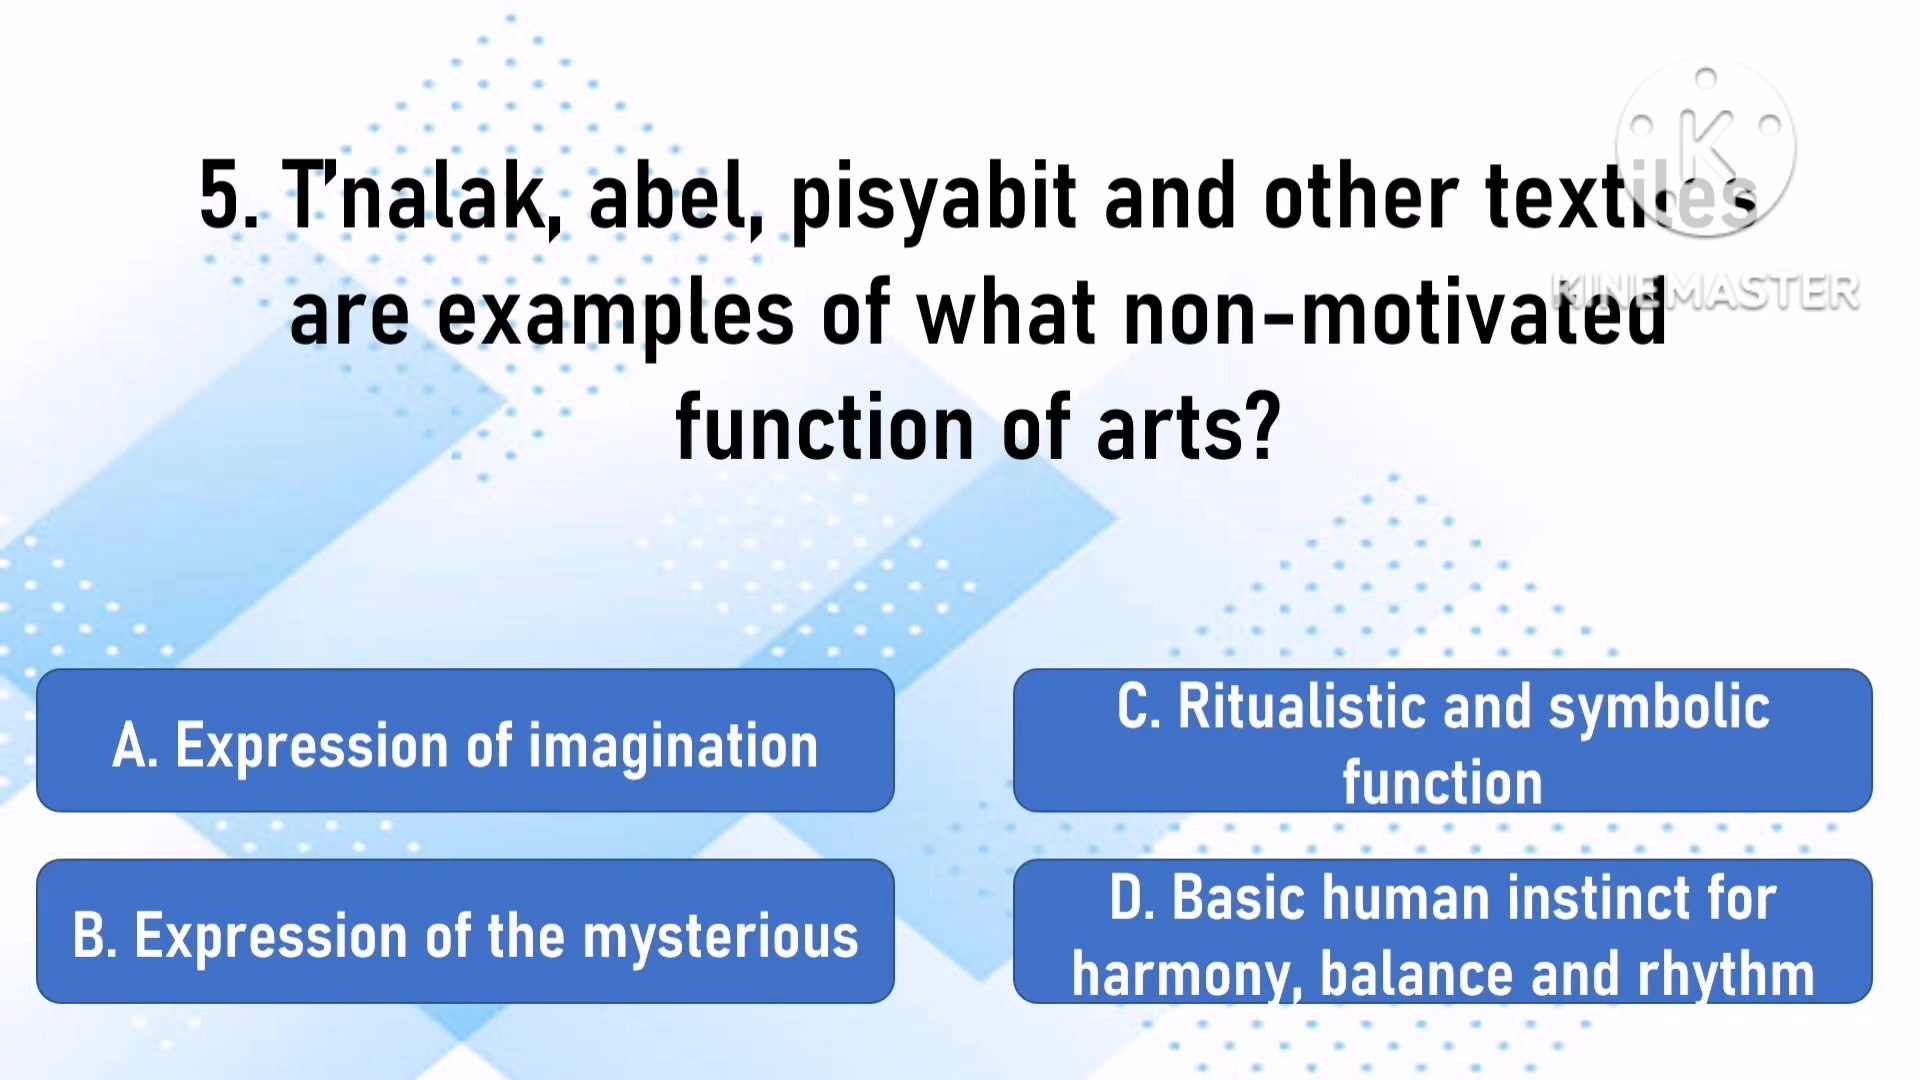 5. T'nalak, abel, pisyabit and other textiles
are examples of what non-motivated
function of arts?
K
KINEMASTER
A. Expression of imagination
C. Ritualistic and symbolic
function
B. Expression of the mysterious
D. Basic human instinct for
harmony, balance and rhythm